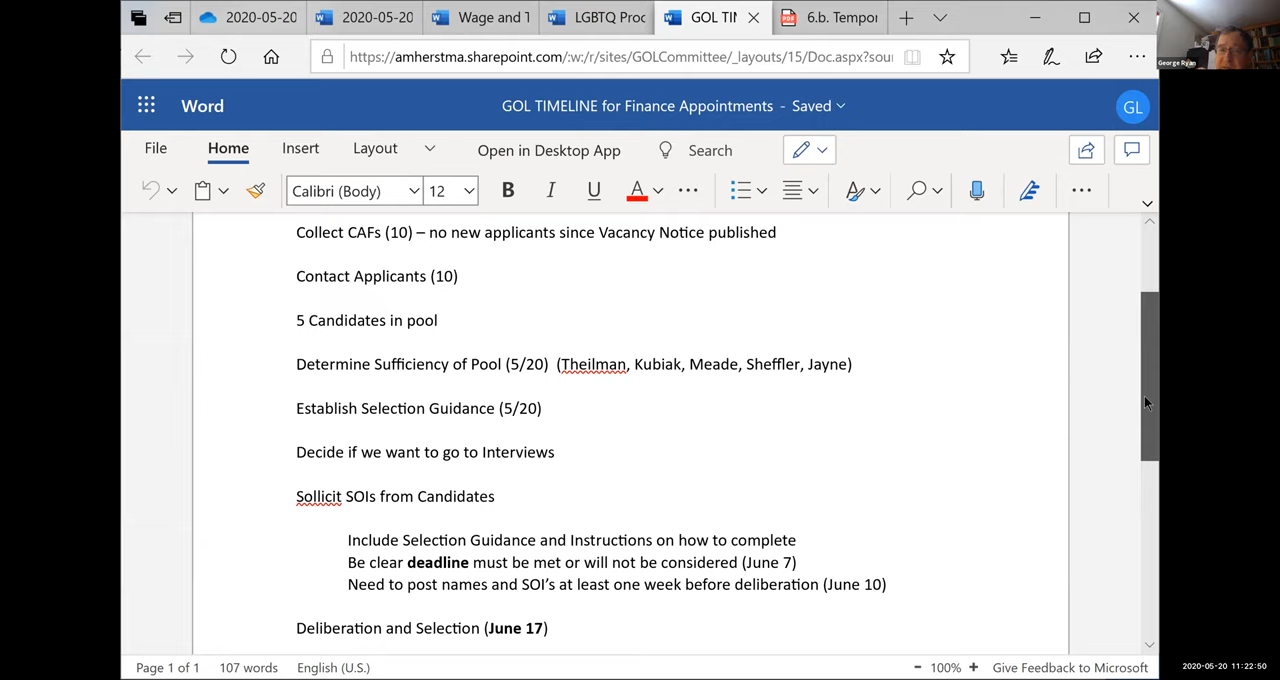 2020-05-20
2020-05-20
Wage and T
LGBTQ Proc
GOL TIM
6.b. Tempor
George Ryan
https://amherstma.sharepoint.com/:w:/r/sites/GOLCommittee/_layouts/15/Doc.aspx?sour
Word
GOL TIMELINE for Finance Appointments - Saved
GL
File
Home
Insert
Layout
Open in Desktop App
Search
Calibri (Body)
12
B
I
U
A
Collect CAFs (10) – no new applicants since Vacancy Notice published
Contact Applicants (10)
5 Candidates in pool
Determine Sufficiency of Pool (5/20) (Theilman, Kubiak, Meade, Sheffler, Jayne)
Establish Selection Guidance (5/20)
Decide if we want to go to Interviews
Sollicit SOIs from Candidates
Include Selection Guidance and Instructions on how to complete
Be clear deadline must be met or will not be considered (June 7)
Need to post names and SOI's at least one week before deliberation (June 10)
Deliberation and Selection (June 17)
Page 1 of 1
107 words
English (U.S.)
- 100% +
Give Feedback to Microsoft
2020-05-20 11:22:50